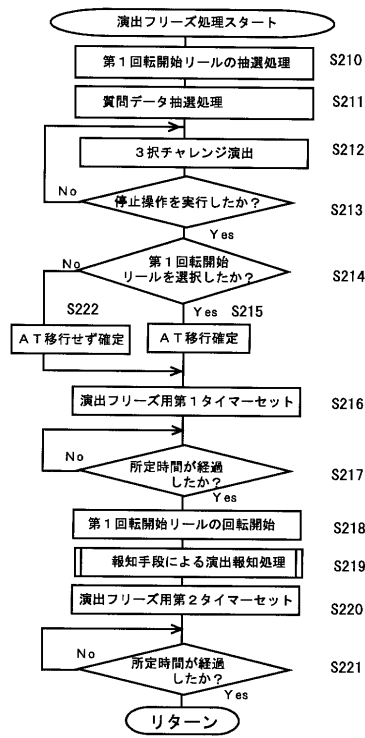 演出フリーズ処理スタート
第１回転開始リールの抽選処理
S210
質問データ抽選処理
S211
３択チャレンジ演出
S212
No
停止操作を実行したか？
S213
Yes
No
第１回転開始
リールを選択したか？
S214
S222
Yes
S215
ＡＴ移行せず確定
ＡＴ移行確定
演出フリーズ用第１タイマーセット
S216
No
所定時間が経過
したか？
S217
Yes
第１回転開始リールの回転開始
S218
報知手段による演出報知処理
S219
演出フリーズ用第２タイマーセット
S220
No
所定時間が経過
したか？
S221
Yes
リターン